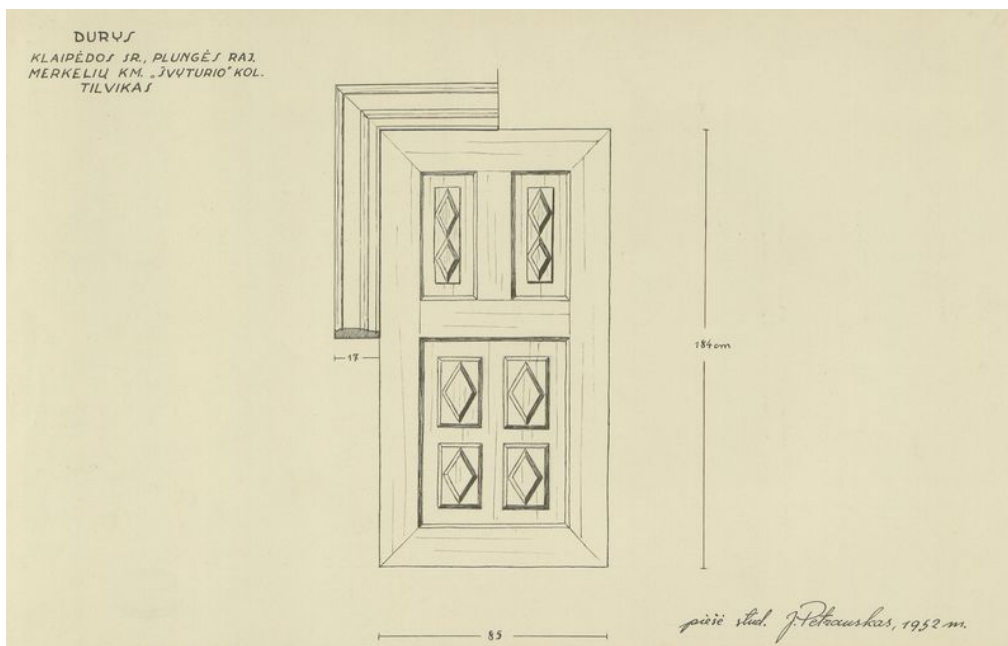 DURYS
KLAIPĖDOS SR., PLUNGĖS RAJ.
MERKELIŲ KM. „ŠVYTURIO" KOL.
TILVIKAS
17
184 cm
85
piešė stud. J. Petrauskas, 1952 m.